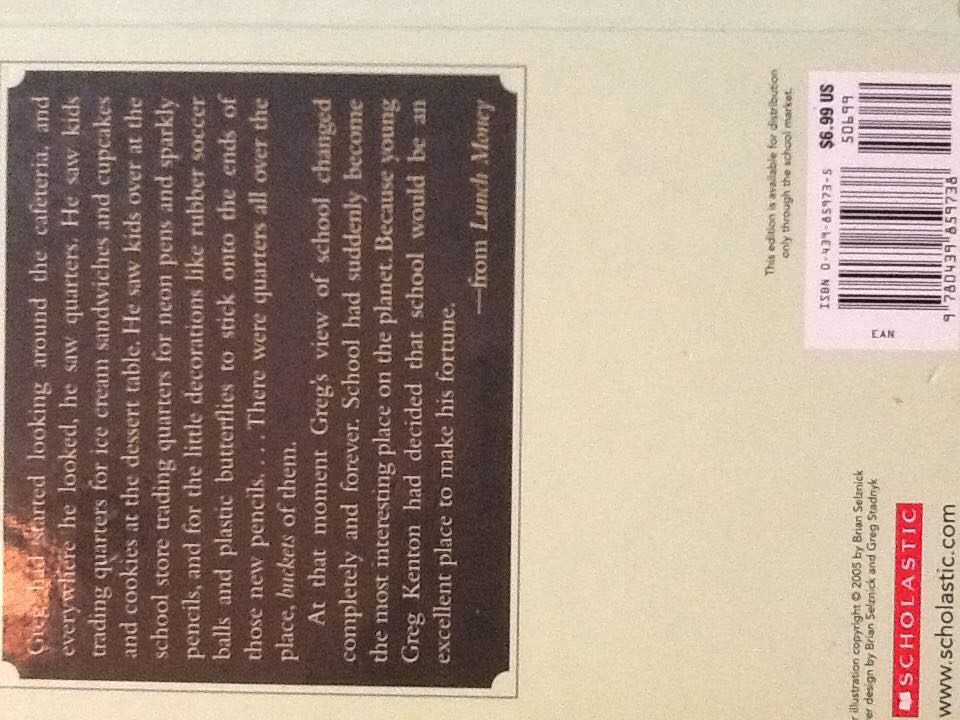 Greg had started looking around the cafeteria, and
everywhere he looked, he saw quarters. He saw kids
trading quarters for ice cream sandwiches and cupcakes
and cookies at the dessert table. He saw kids over at the
school store trading quarters for neon pens and sparkly
pencils, and for the little decorations like rubber soccer
balls and plastic butterflies to stick onto the ends of
those new pencils. . . . There were quarters all over the
place, buckets of them.
At that moment Greg's view of school changed
completely and forever. School had suddenly become
the most interesting place on the planet. Because young
Greg Kenton had decided that school would be an
excellent place to make his fortune.
—from Lunch Money
This edition is available for distribution
only through the school market.
ISBN 0-439-85973-5
$6.99 US
50699
EAN
9 780439 859738
illustration copyright © 2005 by Brian Selznick
design by Brian Selznick and Greg Stadnyk
SCHOLASTIC
www.scholastic.com